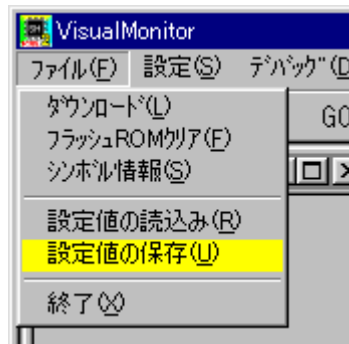 VisualMonitor
ﾌｧｲﾙ(F) 設定(S) ﾃﾞﾊﾞｯｸﾞ(D
ﾀﾞｳﾝﾛｰﾄﾞ(L)
GO
ﾌﾗｯｼｭROMｸﾘｱ(F)
ｼﾝﾎﾞﾙ情報(S)
設定値の読込み(R)
設定値の保存(U)
終了(X)